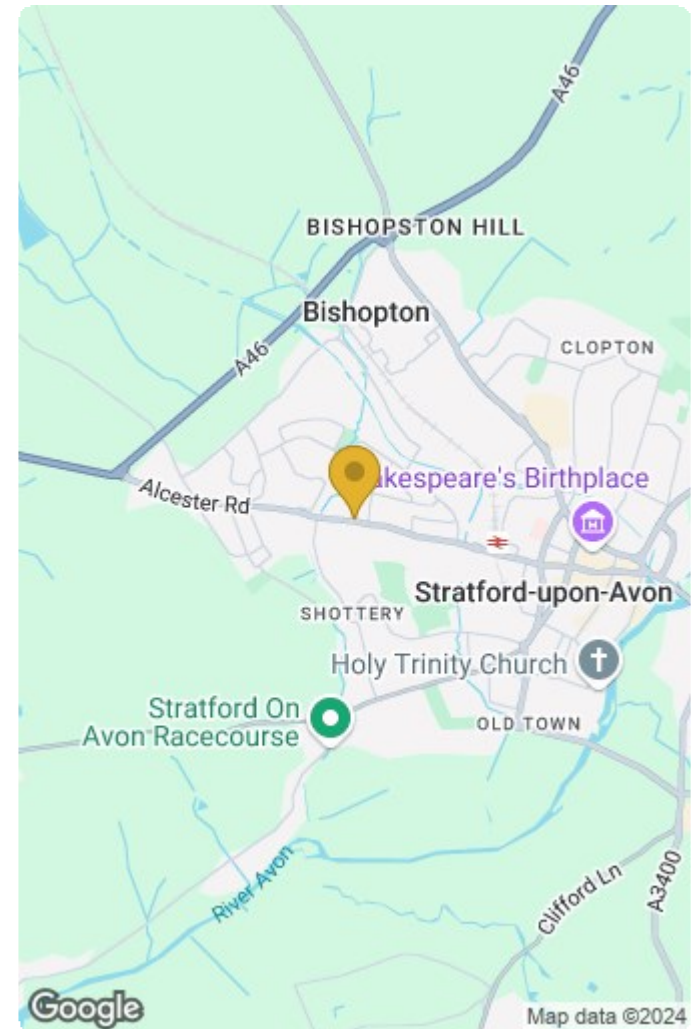 A46
BISHOPSTON HILL
Bishopton
CLOPTON
A46
Alcester Rd
akespeare's Birthplace
Stratford-upon-Avon
SHOTTERY
Holy Trinity Church
Stratford On
Avon Racecourse
OLD TOWN
River Avon
Clifford Ln
A3400
Google
Map data ©2024